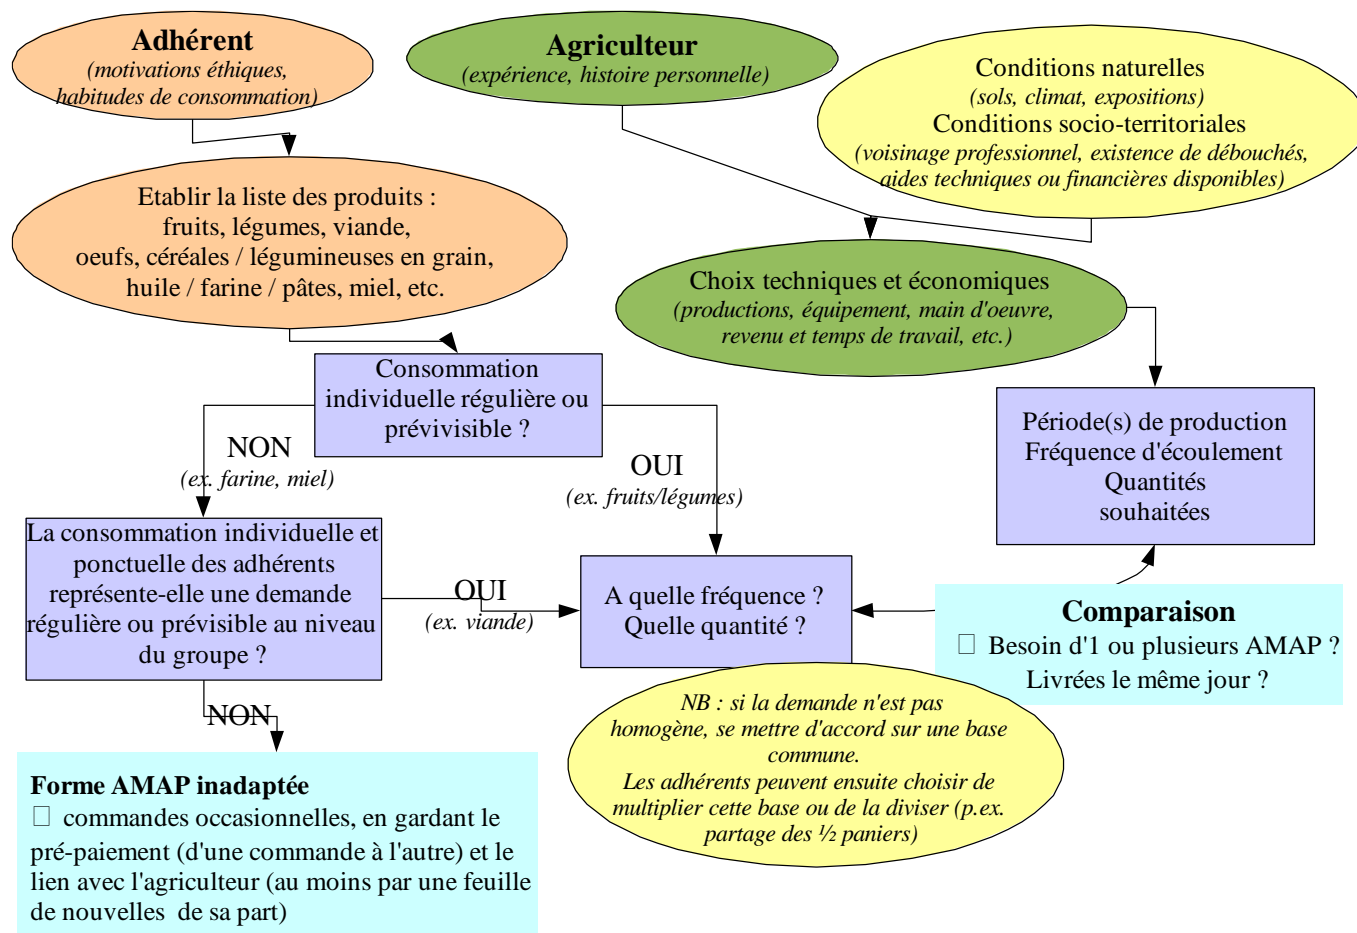 Adhérent
(motivations éthiques,
habitudes de consommation)
Agriculteur
(expérience, histoire personnelle)
Conditions naturelles
(sols, climat, expositions)
Conditions socio-territoriales
(voisinage professionnel, existence de débouchés,
aides techniques ou financières disponibles)
Etablir la liste des produits :
fruits, légumes, viande,
oeufs, céréales / légumineuses en grain,
huile / farine / pâtes, miel, etc.
Choix techniques et économiques
(productions, équipement, main d'oeuvre,
revenu et temps de travail, etc.)
Consommation
individuelle régulière ou
prévivisible ?
Période(s) de production
Fréquence d'écoulement
Quantités
souhaitées
NON
(ex. farine, miel)
OUI
(ex. fruits/légumes)
La consommation individuelle et
ponctuelle des adhérents
représente-elle une demande
régulière ou prévisible au niveau
du groupe ?
OUI
(ex. viande)
A quelle fréquence ?
Quelle quantité ?
Comparaison
□ Besoin d'1 ou plusieurs AMAP ?
Livrées le même jour ?
NB : si la demande n'est pas
homogène, se mettre d'accord sur une base
commune.
Les adhérents peuvent ensuite choisir de
multiplier cette base ou de la diviser (p.ex.
partage des ½ paniers)
NON
Forme AMAP inadaptée
□ commandes occasionnelles, en gardant le
pré-paiement (d'une commande à l'autre) et le
lien avec l'agriculteur (au moins par une feuille
de nouvelles de sa part)